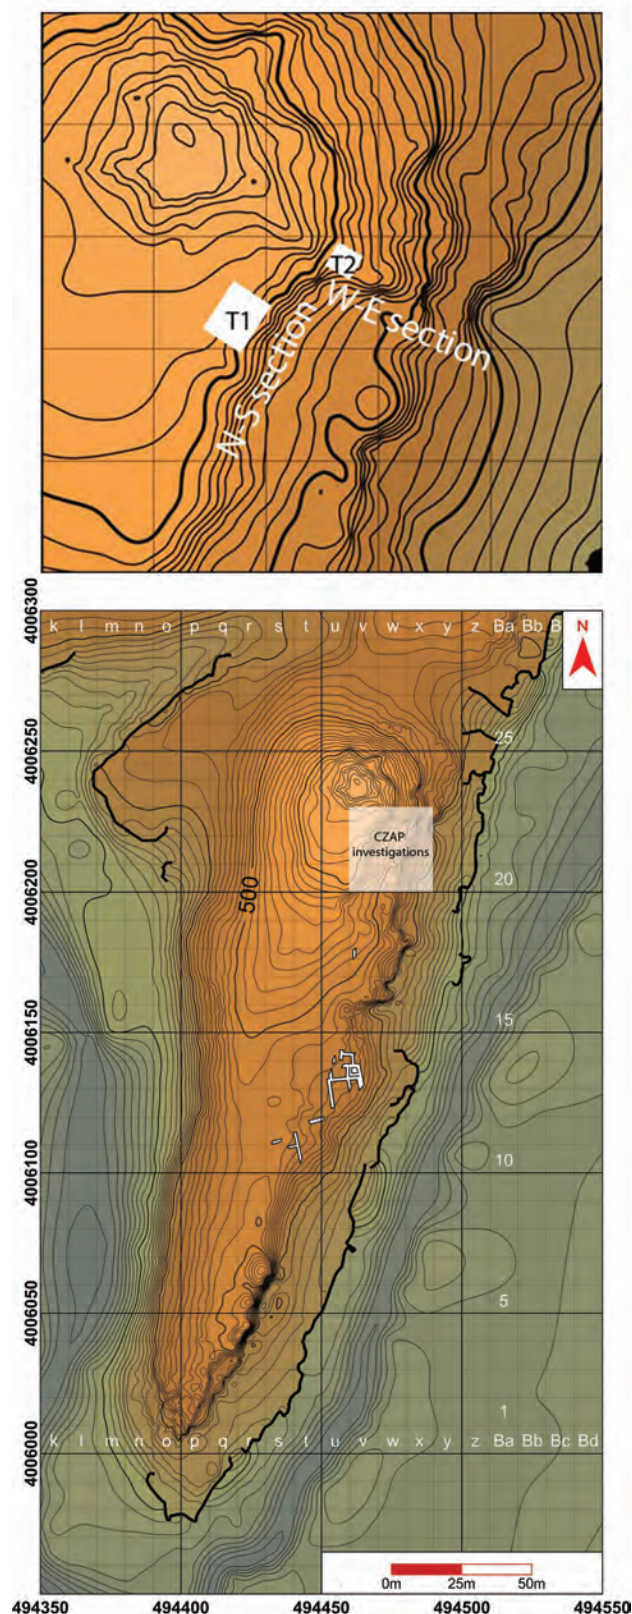 T2
T1
W-E section
N-S section
4006300
k l m n o p q r s t u v w x y z Ba Bb B
N
4006250
25
CZAP
investigations
4006200
20
500
4006150
15
4006100
10
4006050
5
1
4006000
k l m n o p q r s t u v w x y z Ba Bb Bc Bd
0m 25m 50m
494350 494400 494450 494500 494550